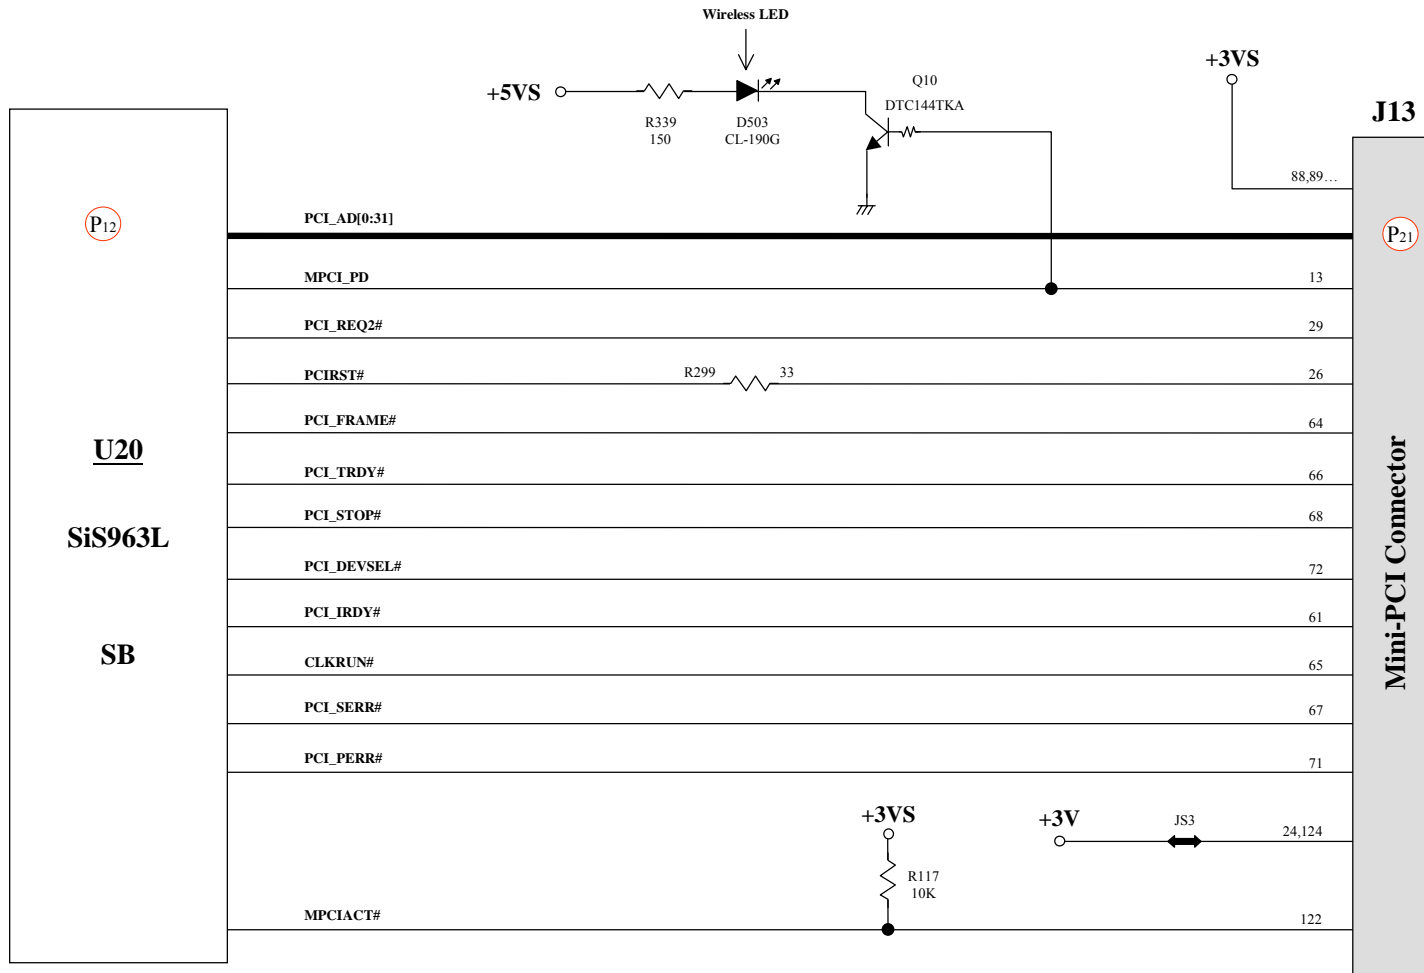 Wireless LED
+5VS
R339
150
D503
CL-190G
Q10
DTC144TKA
+3VS
J13
88,89…
P12
PCI_AD[0:31]
P21
MPCI_PD
13
PCI_REQ2#
29
PCIRST#
R299
33
26
PCI_FRAME#
64
U20
PCI_TRDY#
66
PCI_STOP#
68
SiS963L
PCI_DEVSEL#
72
PCI_IRDY#
61
SB
CLKRUN#
65
PCI_SERR#
67
PCI_PERR#
71
Mini-PCI Connector
+3VS
R117
10K
+3V
JS3
24,124
MPCIACT#
122